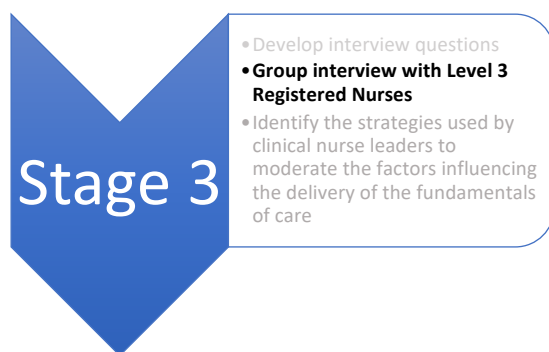 Stage 3
•Develop interview questions
•Group interview with Level 3
Registered Nurses
•Identify the strategies used by
clinical nurse leaders to
moderate the factors influencing
the delivery of the fundamentals
of care